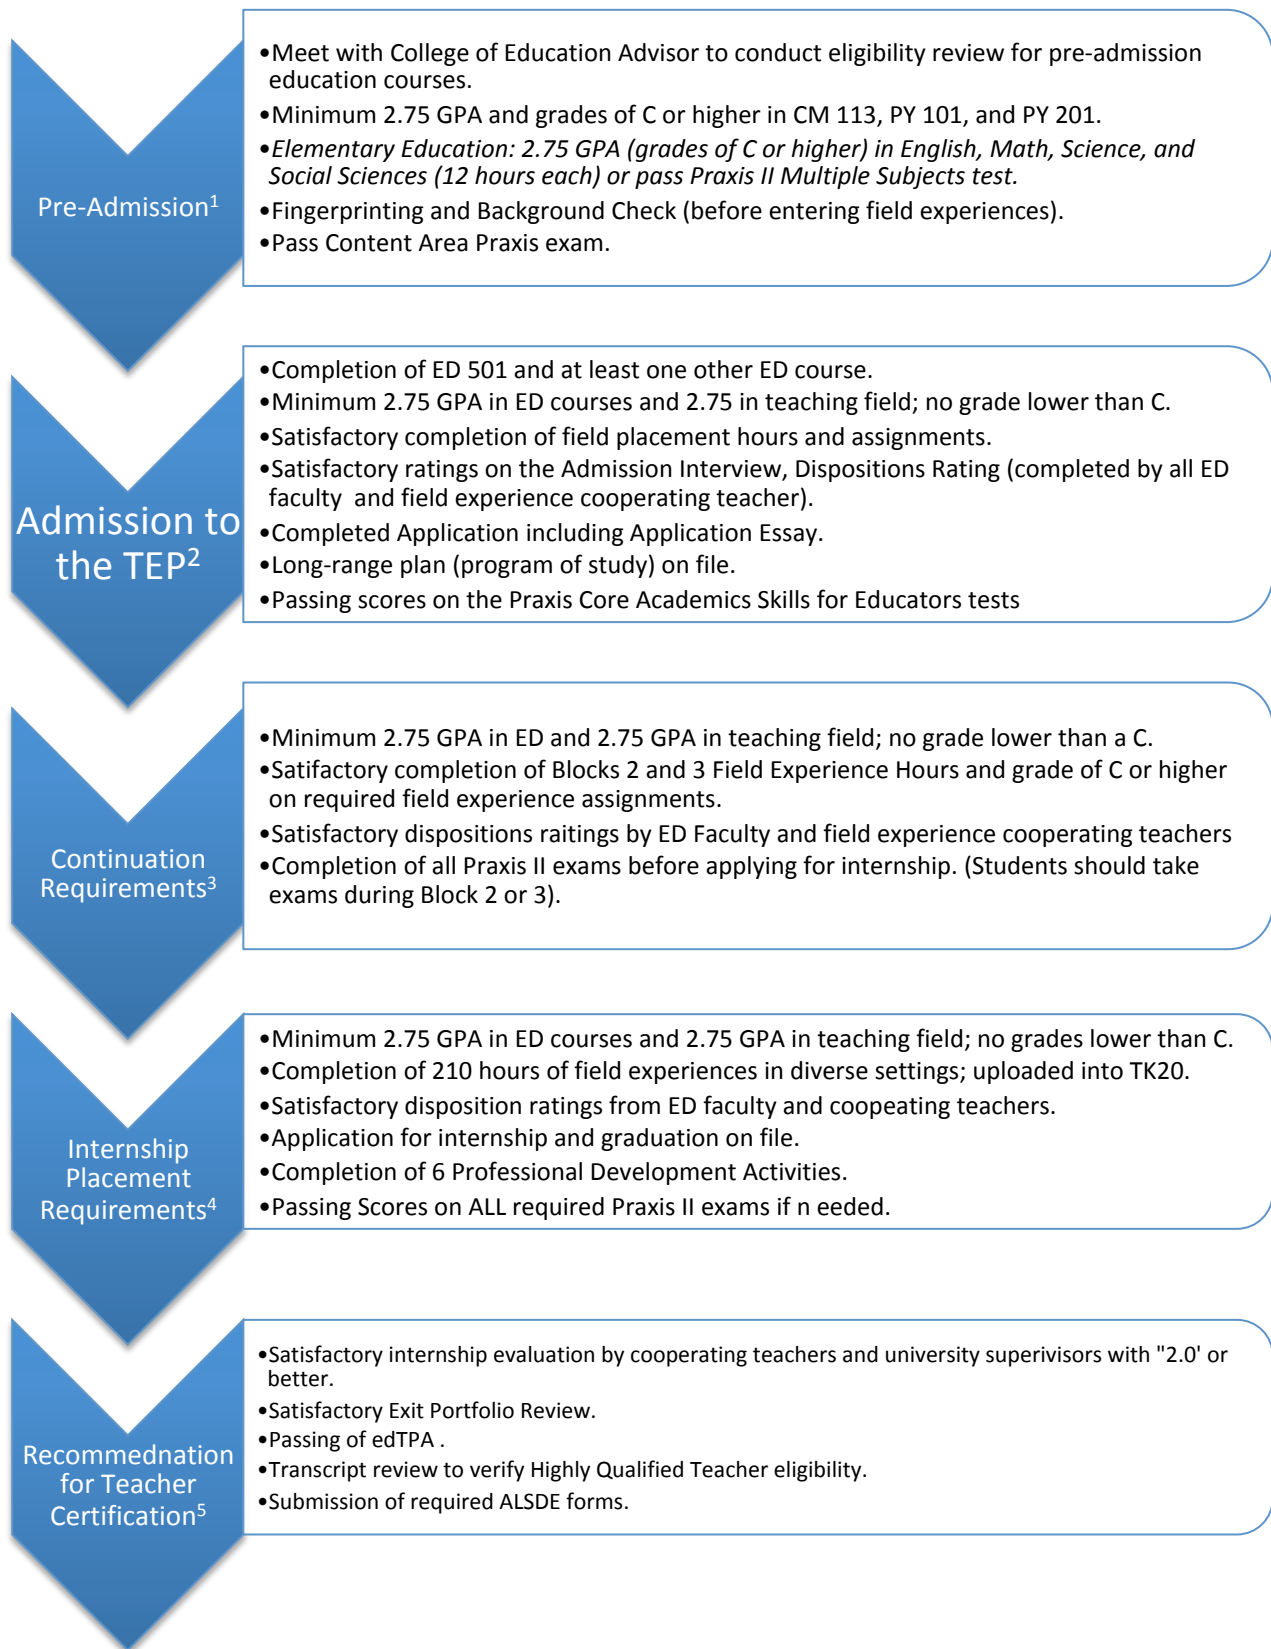 Pre-Admission¹
•Meet with College of Education Advisor to conduct eligibility review for pre-admission
education courses.
•Minimum 2.75 GPA and grades of C or higher in CM 113, PY 101, and PY 201.
•Elementary Education: 2.75 GPA (grades of C or higher) in English, Math, Science, and
Social Sciences (12 hours each) or pass Praxis II Multiple Subjects test.
•Fingerprinting and Background Check (before entering field experiences).
•Pass Content Area Praxis exam.
Admission to
the TEP²
•Completion of ED 501 and at least one other ED course.
•Minimum 2.75 GPA in ED courses and 2.75 in teaching field; no grade lower than C.
•Satisfactory completion of field placement hours and assignments.
•Satisfactory ratings on the Admission Interview, Dispositions Rating (completed by all ED
faculty  and field experience cooperating teacher).
•Completed Application including Application Essay.
•Long-range plan (program of study) on file.
•Passing scores on the Praxis Core Academics Skills for Educators tests
Continuation
Requirements³
•Minimum 2.75 GPA in ED and 2.75 GPA in teaching field; no grade lower than a C.
•Satifactory completion of Blocks 2 and 3 Field Experience Hours and grade of C or higher
on required field experience assignments.
•Satisfactory dispositions raitings by ED Faculty and field experience cooperating teachers
•Completion of all Praxis II exams before applying for internship. (Students should take
exams during Block 2 or 3).
Internship
Placement
Requirements⁴
•Minimum 2.75 GPA in ED courses and 2.75 GPA in teaching field; no grades lower than C.
•Completion of 210 hours of field experiences in diverse settings; uploaded into TK20.
•Satisfactory disposition ratings from ED faculty and coopeating teachers.
•Application for internship and graduation on file.
•Completion of 6 Professional Development Activities.
•Passing Scores on ALL required Praxis II exams if n eeded.
Recommednation
for Teacher
Certification⁵
•Satisfactory internship evaluation by cooperating teachers and university superivisors with "2.0' or
better.
•Satisfactory Exit Portfolio Review.
•Passing of edTPA .
•Transcript review to verify Highly Qualified Teacher eligibility.
•Submission of required ALSDE forms.